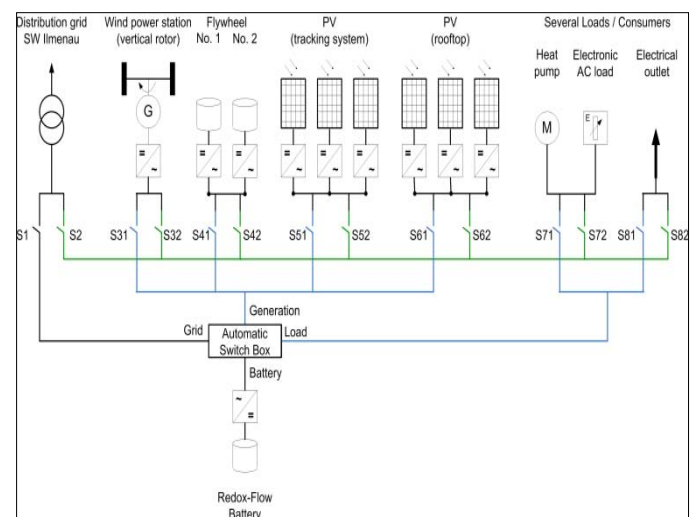 Distribution grid
SW Ilmenau
Wind power station
(vertical rotor)
Flywheel
No. 1 No. 2
PV
(tracking system)
PV
(rooftop)
Several Loads / Consumers
Heat
pump
Electronic
AC load
Electrical
outlet
G
M
E
S1
S2
S31
S32
S41
S42
S51
S52
S61
S62
S71
S72
S81
S82
Generation
Grid
Automatic
Switch Box
Load
Battery
Redox-Flow
Battery